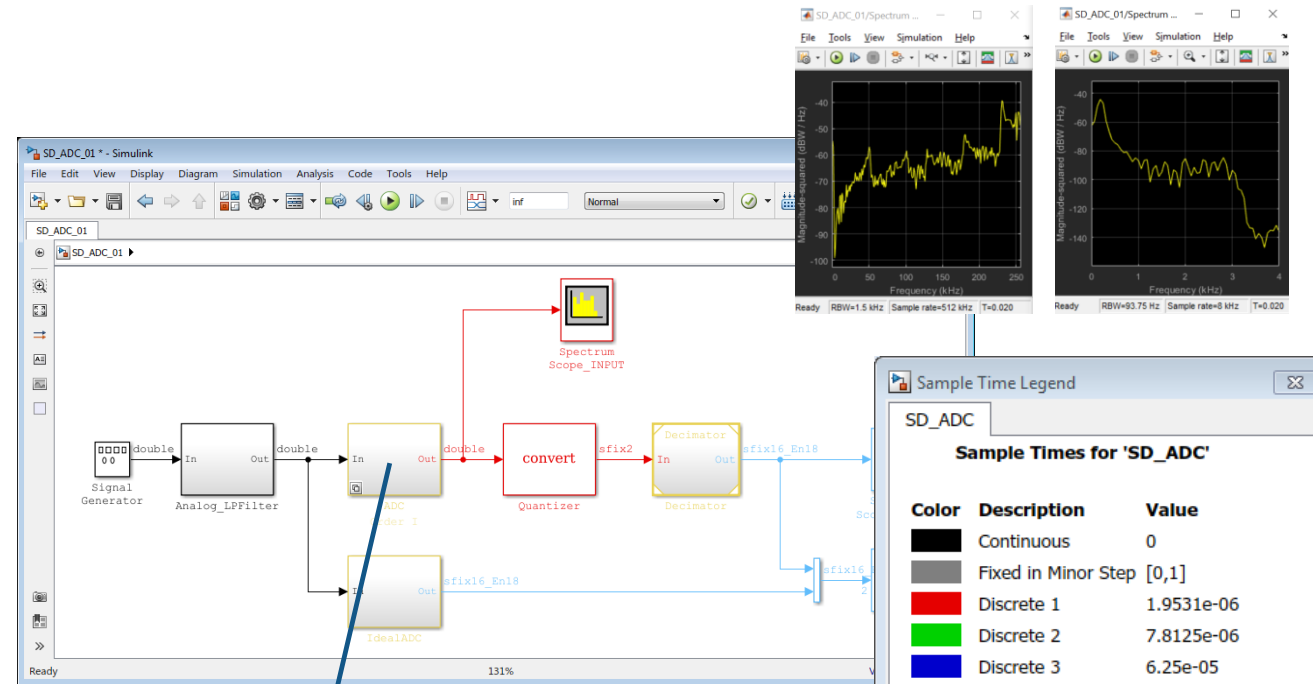 SD_ADC_01/Spectrum ...
File Tools View Simulation Help
-40
-50
-60
-70
-80
-90
-100
Magnitude-squared (dBW / Hz)
0 50 100 150 200 250
Frequency (kHz)
Ready RBW=1.5 kHz Sample rate=512 kHz T=0.020
SD_ADC_01/Spectrum ...
File Tools View Simulation Help
-40
-60
-80
-100
-120
-140
Magnitude-squared (dBW / Hz)
0 1 2 3 4
Frequency (kHz)
Ready RBW=93.75 Hz Sample rate=8 kHz T=0.020
SD_ADC_01 * - Simulink
File Edit View Display Diagram Simulation Analysis Code Tools Help
inf Normal
SD_ADC_01
SD_ADC_01
Spectrum
Scope_INPUT
Signal
Generator
double
In Out
Analog_LPFilter
double
In Out
ADC
double
convert
Quantizer
sfix2
Decimator
In Out
Decimator
sfix16_En18
In Out
IdealADC
sfix16_En18
sfix16
2
Ready 131%
Sample Time Legend
SD_ADC
Sample Times for 'SD_ADC'
Color Description Value
Continuous 0
Fixed in Minor Step [0,1]
Discrete 1 1.9531e-06
Discrete 2 7.8125e-06
Discrete 3 6.25e-05